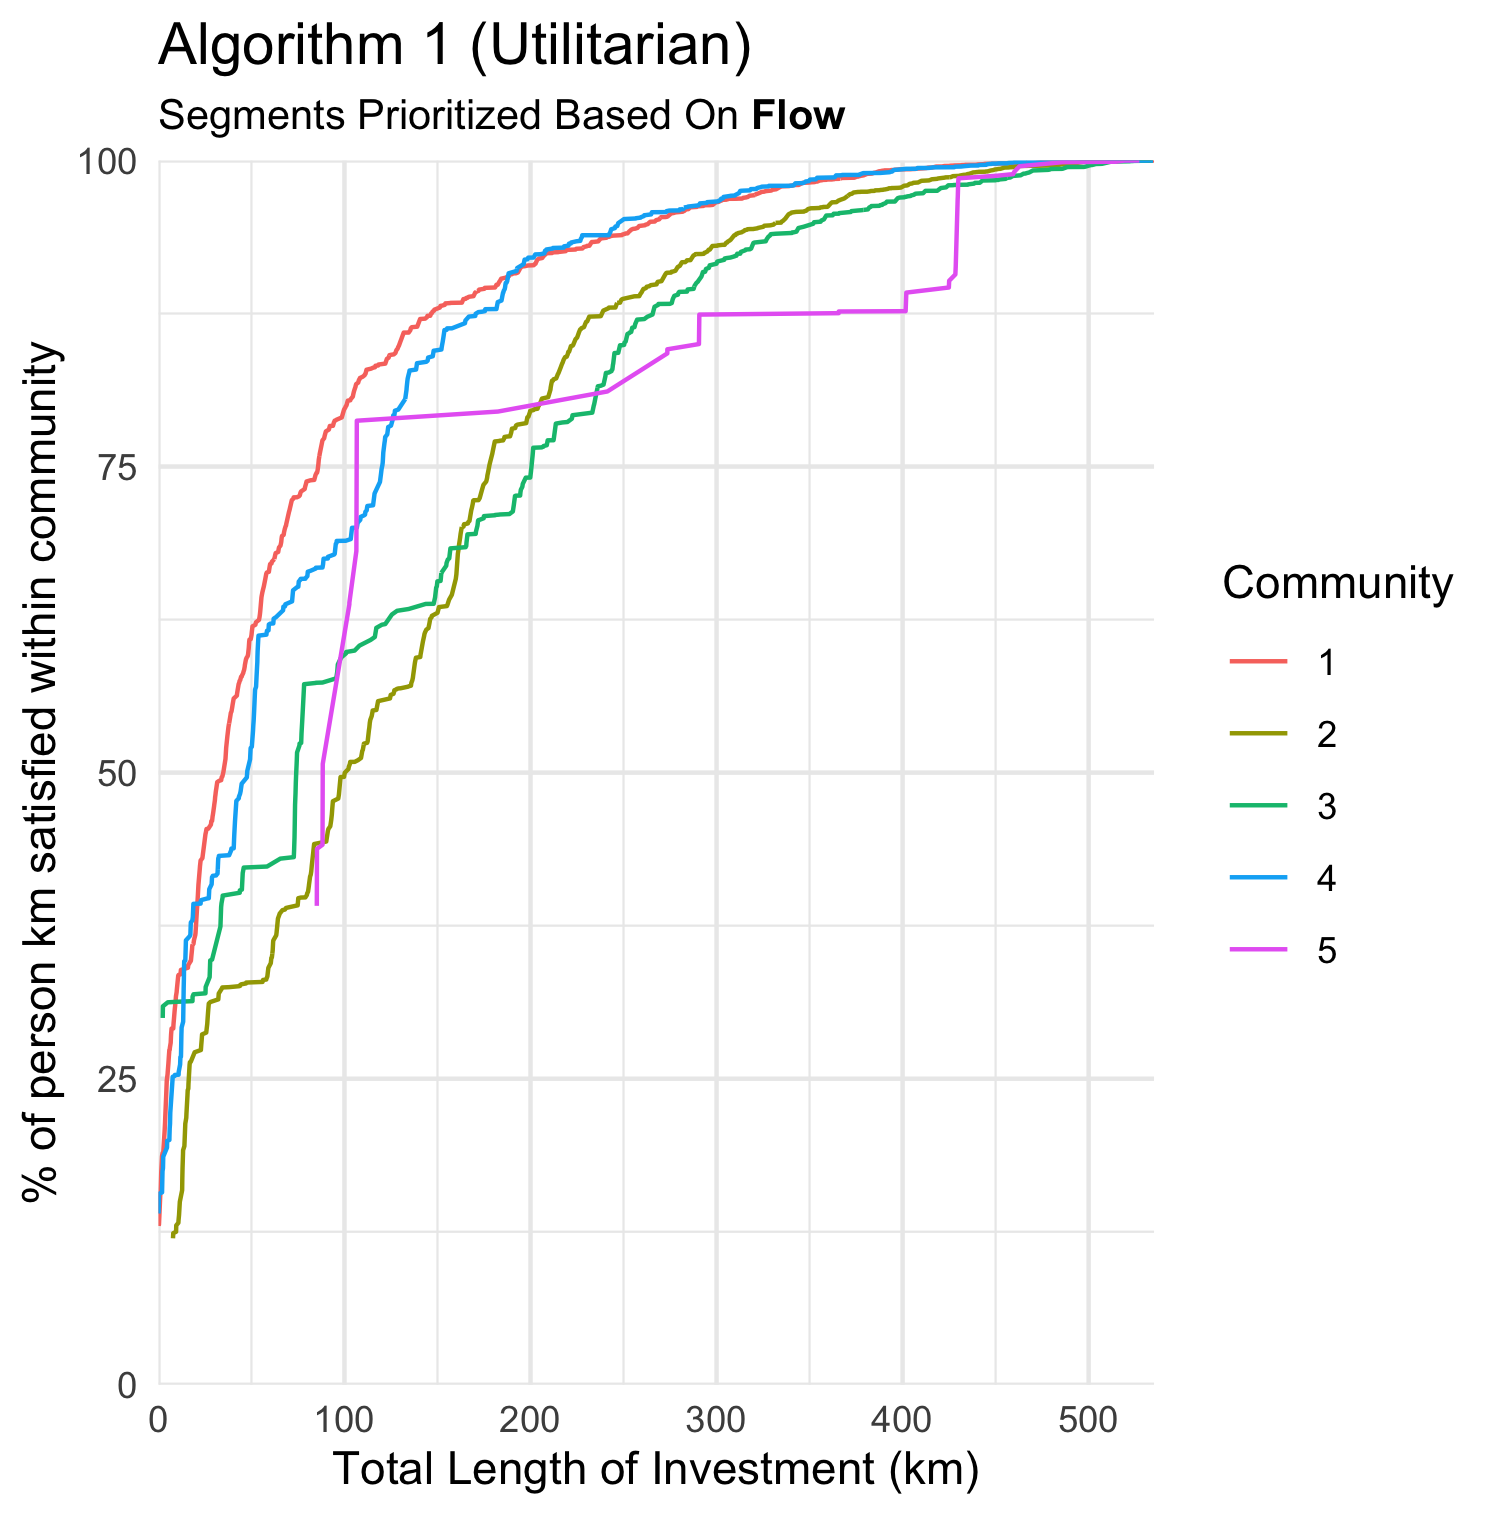 Algorithm 1 (Utilitarian)
Segments Prioritized Based On Flow
% of person km satisfied within community
100
75
50
25
0
0 100 200 300 400 500
Total Length of Investment (km)
Community
1
2
3
4
5